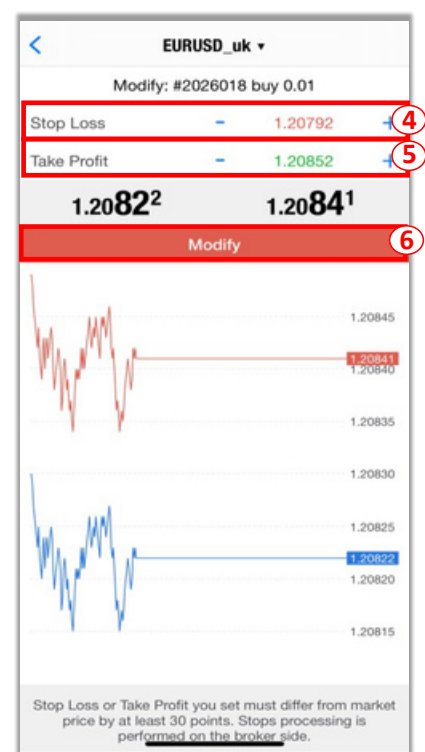 EURUSD_uk ▾
Modify: #2026018 buy 0.01
Stop Loss - 1.20792 + ④
Take Profit - 1.20852 + ⑤
1.20822 1.20841
Modify ⑥
1.20845
1.20841
1.20840
1.20835
1.20830
1.20825
1.20822
1.20820
1.20815
Stop Loss or Take Profit you set must differ from market
price by at least 30 points. Stops processing is
performed on the broker side.